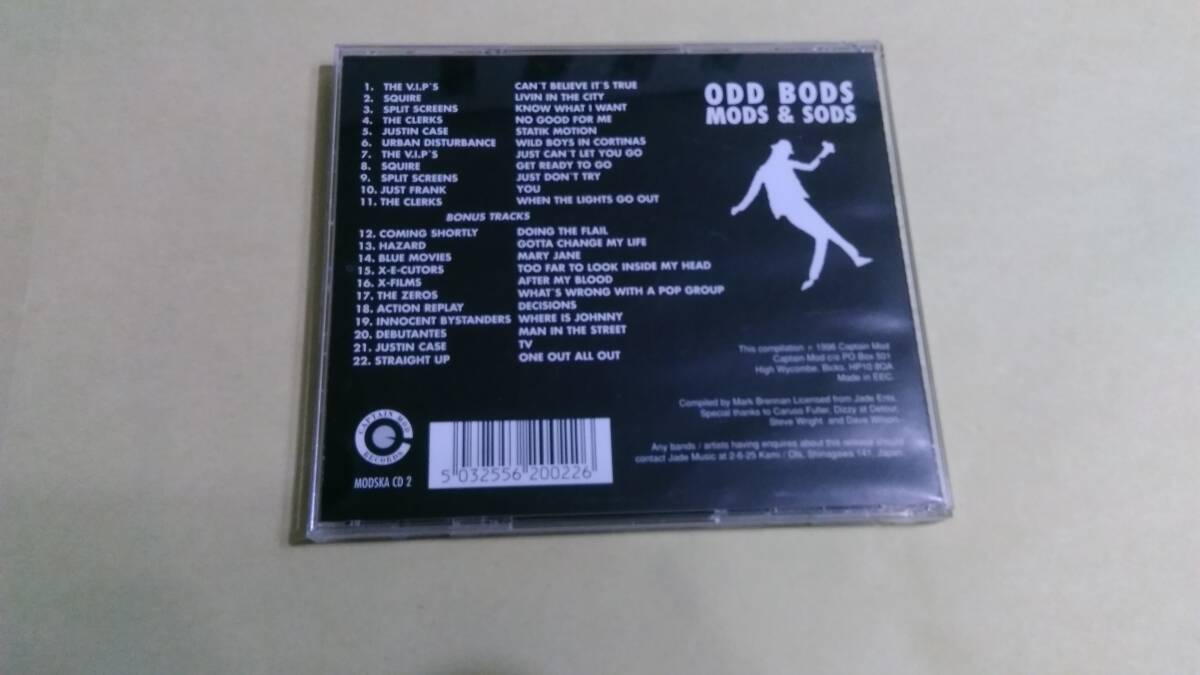 1. THE V.I.P'S CAN'T BELIEVE IT'S TRUE
2. SQUIRE LIVIN IN THE CITY
3. SPLIT SCREENS KNOW WHAT I WANT
4. THE CLERKS NO GOOD FOR ME
5. JUSTIN CASE STATIK MOTION
6. URBAN DISTURBANCE WILD BOYS IN CORTINAS
7. THE V.I.P'S JUST CAN'T LET YOU GO
8. SQUIRE GET READY TO GO
9. SPLIT SCREENS JUST DON'T TRY
10. JUST FRANK YOU
11. THE CLERKS WHEN THE LIGHTS GO OUT
BONUS TRACKS
12. COMING SHORTLY DOING THE FLAIL
13. HAZARD GOTTA CHANGE MY LIFE
14. BLUE MOVIES MARY JANE
15. X-E-CUTORS TOO FAR TO LOOK INSIDE MY HEAD
16. X-FILMS AFTER MY BLOOD
17. THE ZEROS WHAT'S WRONG WITH A POP GROUP
18. ACTION REPLAY DECISIONS
19. INNOCENT BYSTANDERS WHERE IS JOHNNY
20. DEBUTANTES MAN IN THE STREET
21. JUSTIN CASE TV
22. STRAIGHT UP ONE OUT ALL OUT
ODD BODS
MODS & SODS
This compilation 1996 Captain Mod
Captain Mod c/o PO Box 501
High Wycombe, Bicks, HP10 8QA
Made in EEC.
Compiled by Mark Brennan Licensed from Jade Ents.
Special thanks to Caruso Fuller, Dizzy at Detour,
Steve Wright and Dave Wilson.
Any bands / artists having enquires about this release should
contact Jade Music at 2-6-25 Kami / Ois, Shinagawa 141, Japan.
CAPTAIN MOD
RECORDS
MODSKA CD 2
5 032556 200226